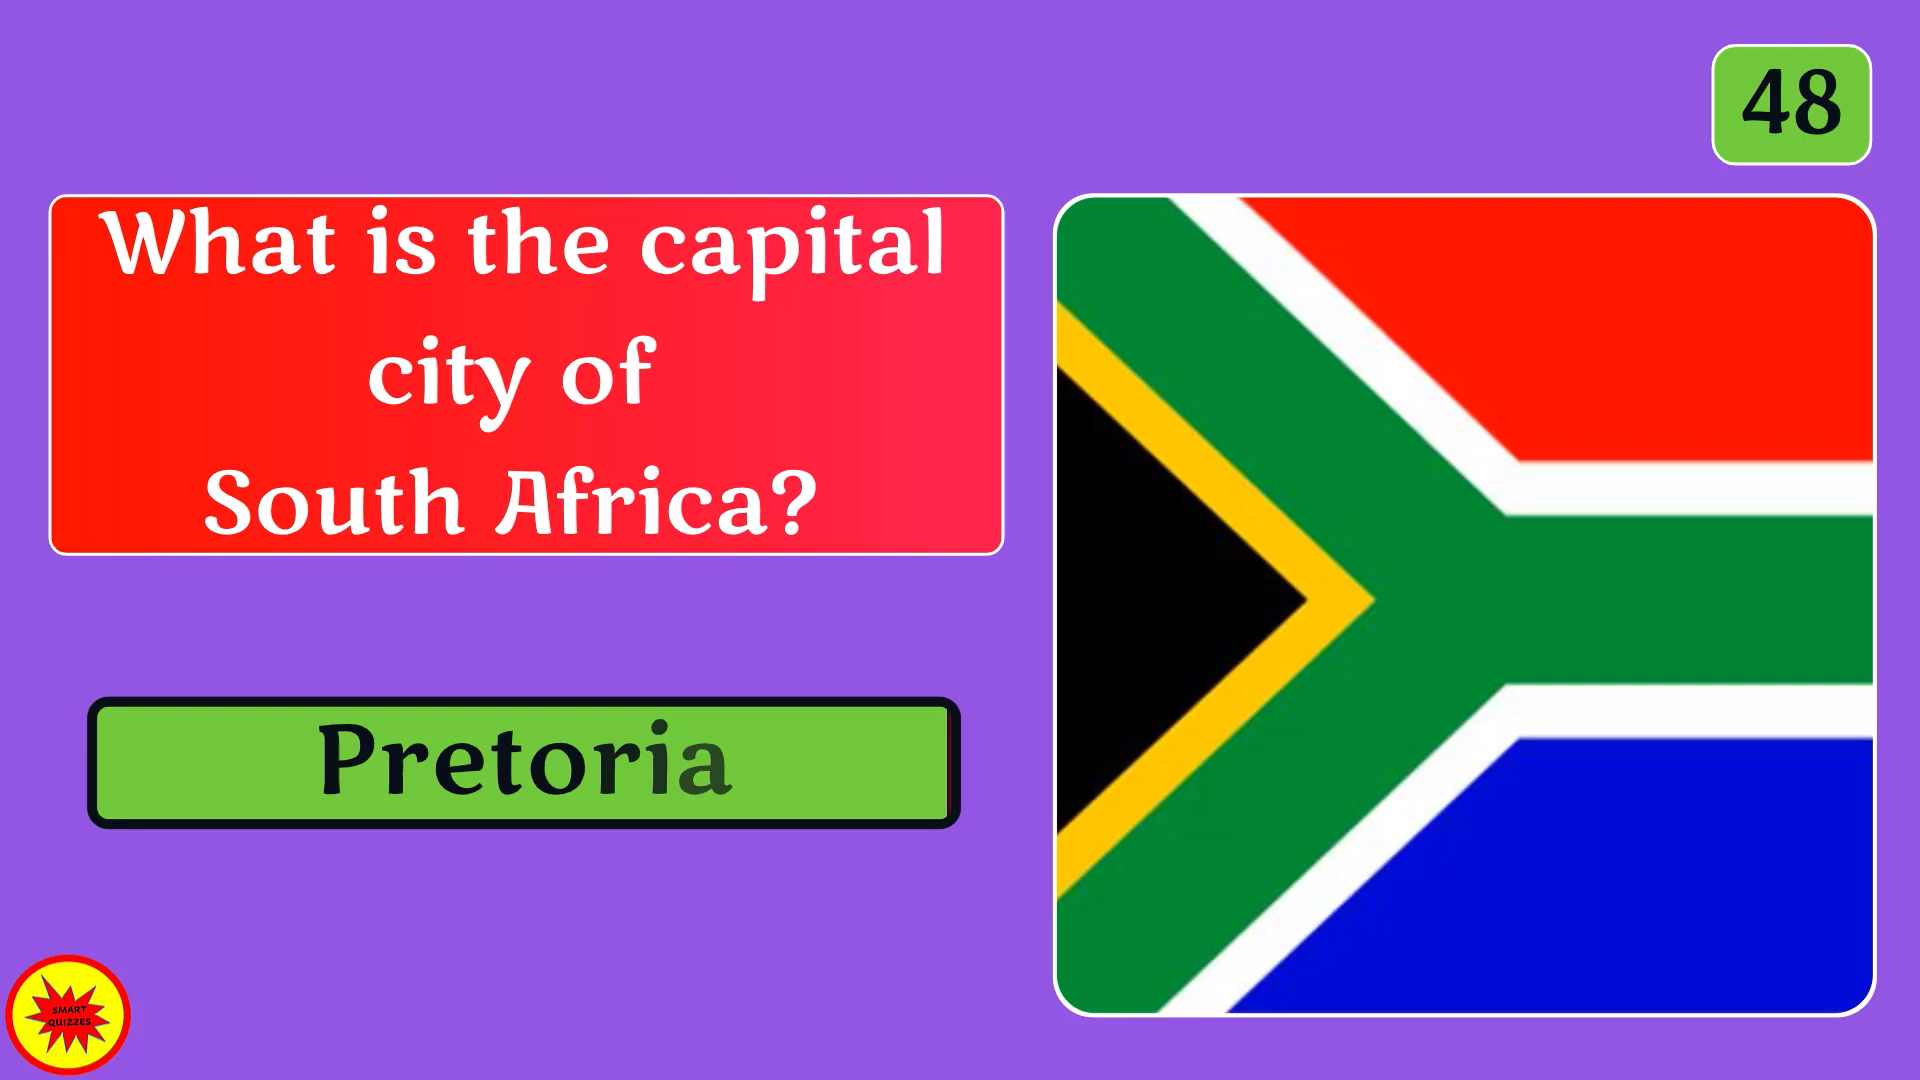 48
What is the capital
city of
South Africa?
Pretoria
SMART
QUIZZES